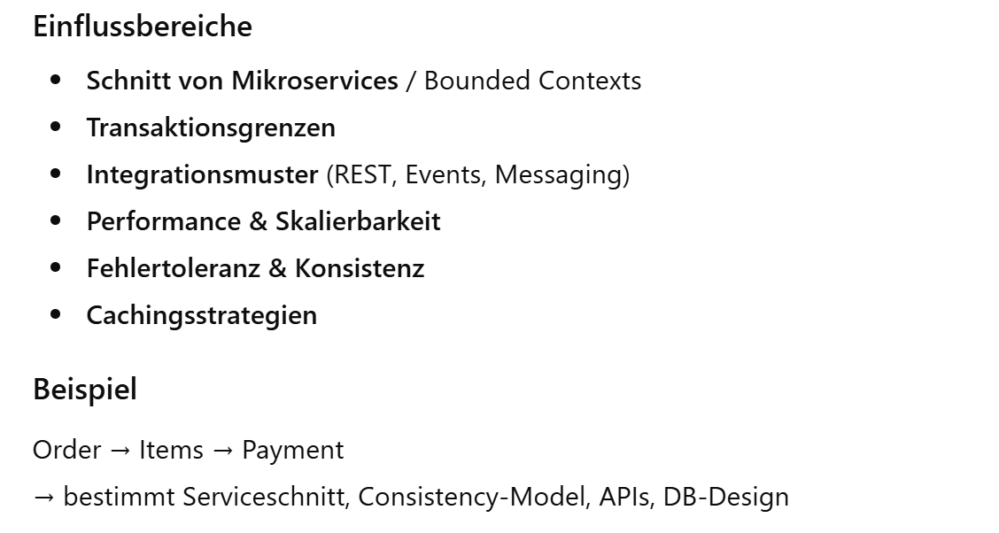 Einflussbereiche
• Schnitt von Mikroservices / Bounded Contexts
• Transaktionsgrenzen
• Integrationsmuster (REST, Events, Messaging)
• Performance & Skalierbarkeit
• Fehlertoleranz & Konsistenz
• Cachingsstrategien
Beispiel
Order → Items → Payment
→ bestimmt Serviceschnitt, Consistency-Model, APIs, DB-Design